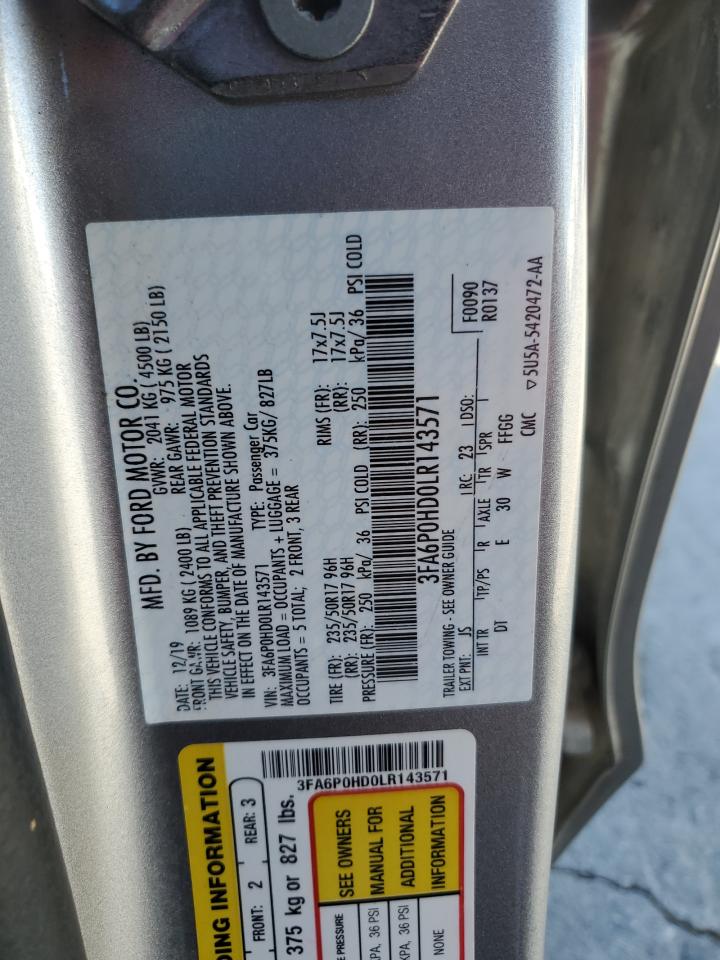 MFD. BY FORD MOTOR CO.
DATE: 12/19 GVWR: 2041 KG ( 4500 LB)
FRONT GAWR: 1089 KG ( 2400 LB) REAR GAWR: 975 KG ( 2150 LB)
THIS VEHICLE CONFORMS TO ALL APPLICABLE FEDERAL MOTOR
VEHICLE SAFETY, BUMPER, AND THEFT PREVENTION STANDARDS
IN EFFECT ON THE DATE OF MANUFACTURE SHOWN ABOVE.
VIN: 3FA6P0HD0LR143571 TYPE: Passenger Car
MAXIMUM LOAD = OCCUPANTS + LUGGAGE = 375KG/ 827LB
OCCUPANTS = 5 TOTAL; 2 FRONT, 3 REAR
TIRE (FR): 235/50R17 96H RIMS (FR): 17x7.5J
(RR): 235/50R17 96H (RR): 17x7.5J
PRESSURE (FR): 250 kPa/ 36 PSI COLD (RR): 250 kPa/ 36 PSI COLD
3FA6P0HD0LR143571
TRAILER TOWING - SEE OWNER GUIDE
EXT PNT: JS RC: 23 DSO: F0090
R0137
INT TR TP/PS R AXLE TR SPR
DT E 30 W FFGG
CMC ▽5U5A-5420472-AA
3FA6P0HD0LR143571
DING INFORMATION
FRONT: 2 REAR: 3
375 kg or 827 lbs.
E PRESSURE SEE OWNERS
KPA, 36 PSI MANUAL FOR
KPA, 36 PSI ADDITIONAL
NONE INFORMATION